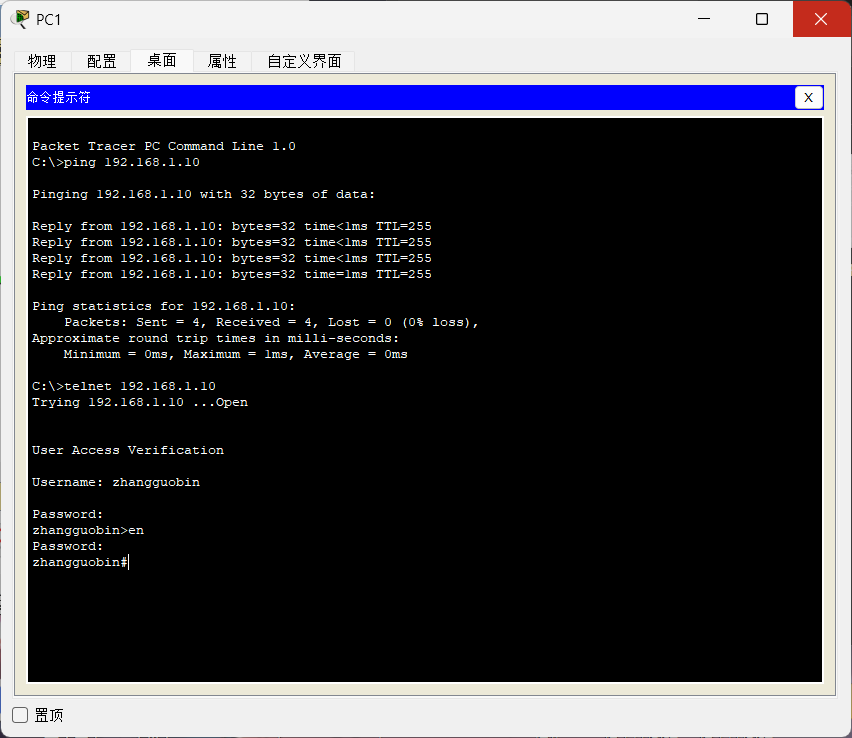 PC1
物理 配置 桌面 属性 自定义界面
命令提示符 X
Packet Tracer PC Command Line 1.0
C:\>ping 192.168.1.10
Pinging 192.168.1.10 with 32 bytes of data:
Reply from 192.168.1.10: bytes=32 time<1ms TTL=255
Reply from 192.168.1.10: bytes=32 time<1ms TTL=255
Reply from 192.168.1.10: bytes=32 time<1ms TTL=255
Reply from 192.168.1.10: bytes=32 time=1ms TTL=255
Ping statistics for 192.168.1.10:
Packets: Sent = 4, Received = 4, Lost = 0 (0% loss),
Approximate round trip times in milli-seconds:
Minimum = 0ms, Maximum = 1ms, Average = 0ms
C:\>telnet 192.168.1.10
Trying 192.168.1.10 ...Open
User Access Verification
Username: zhangguobin
Password:
zhangguobin>en
Password:
zhangguobin#
置顶